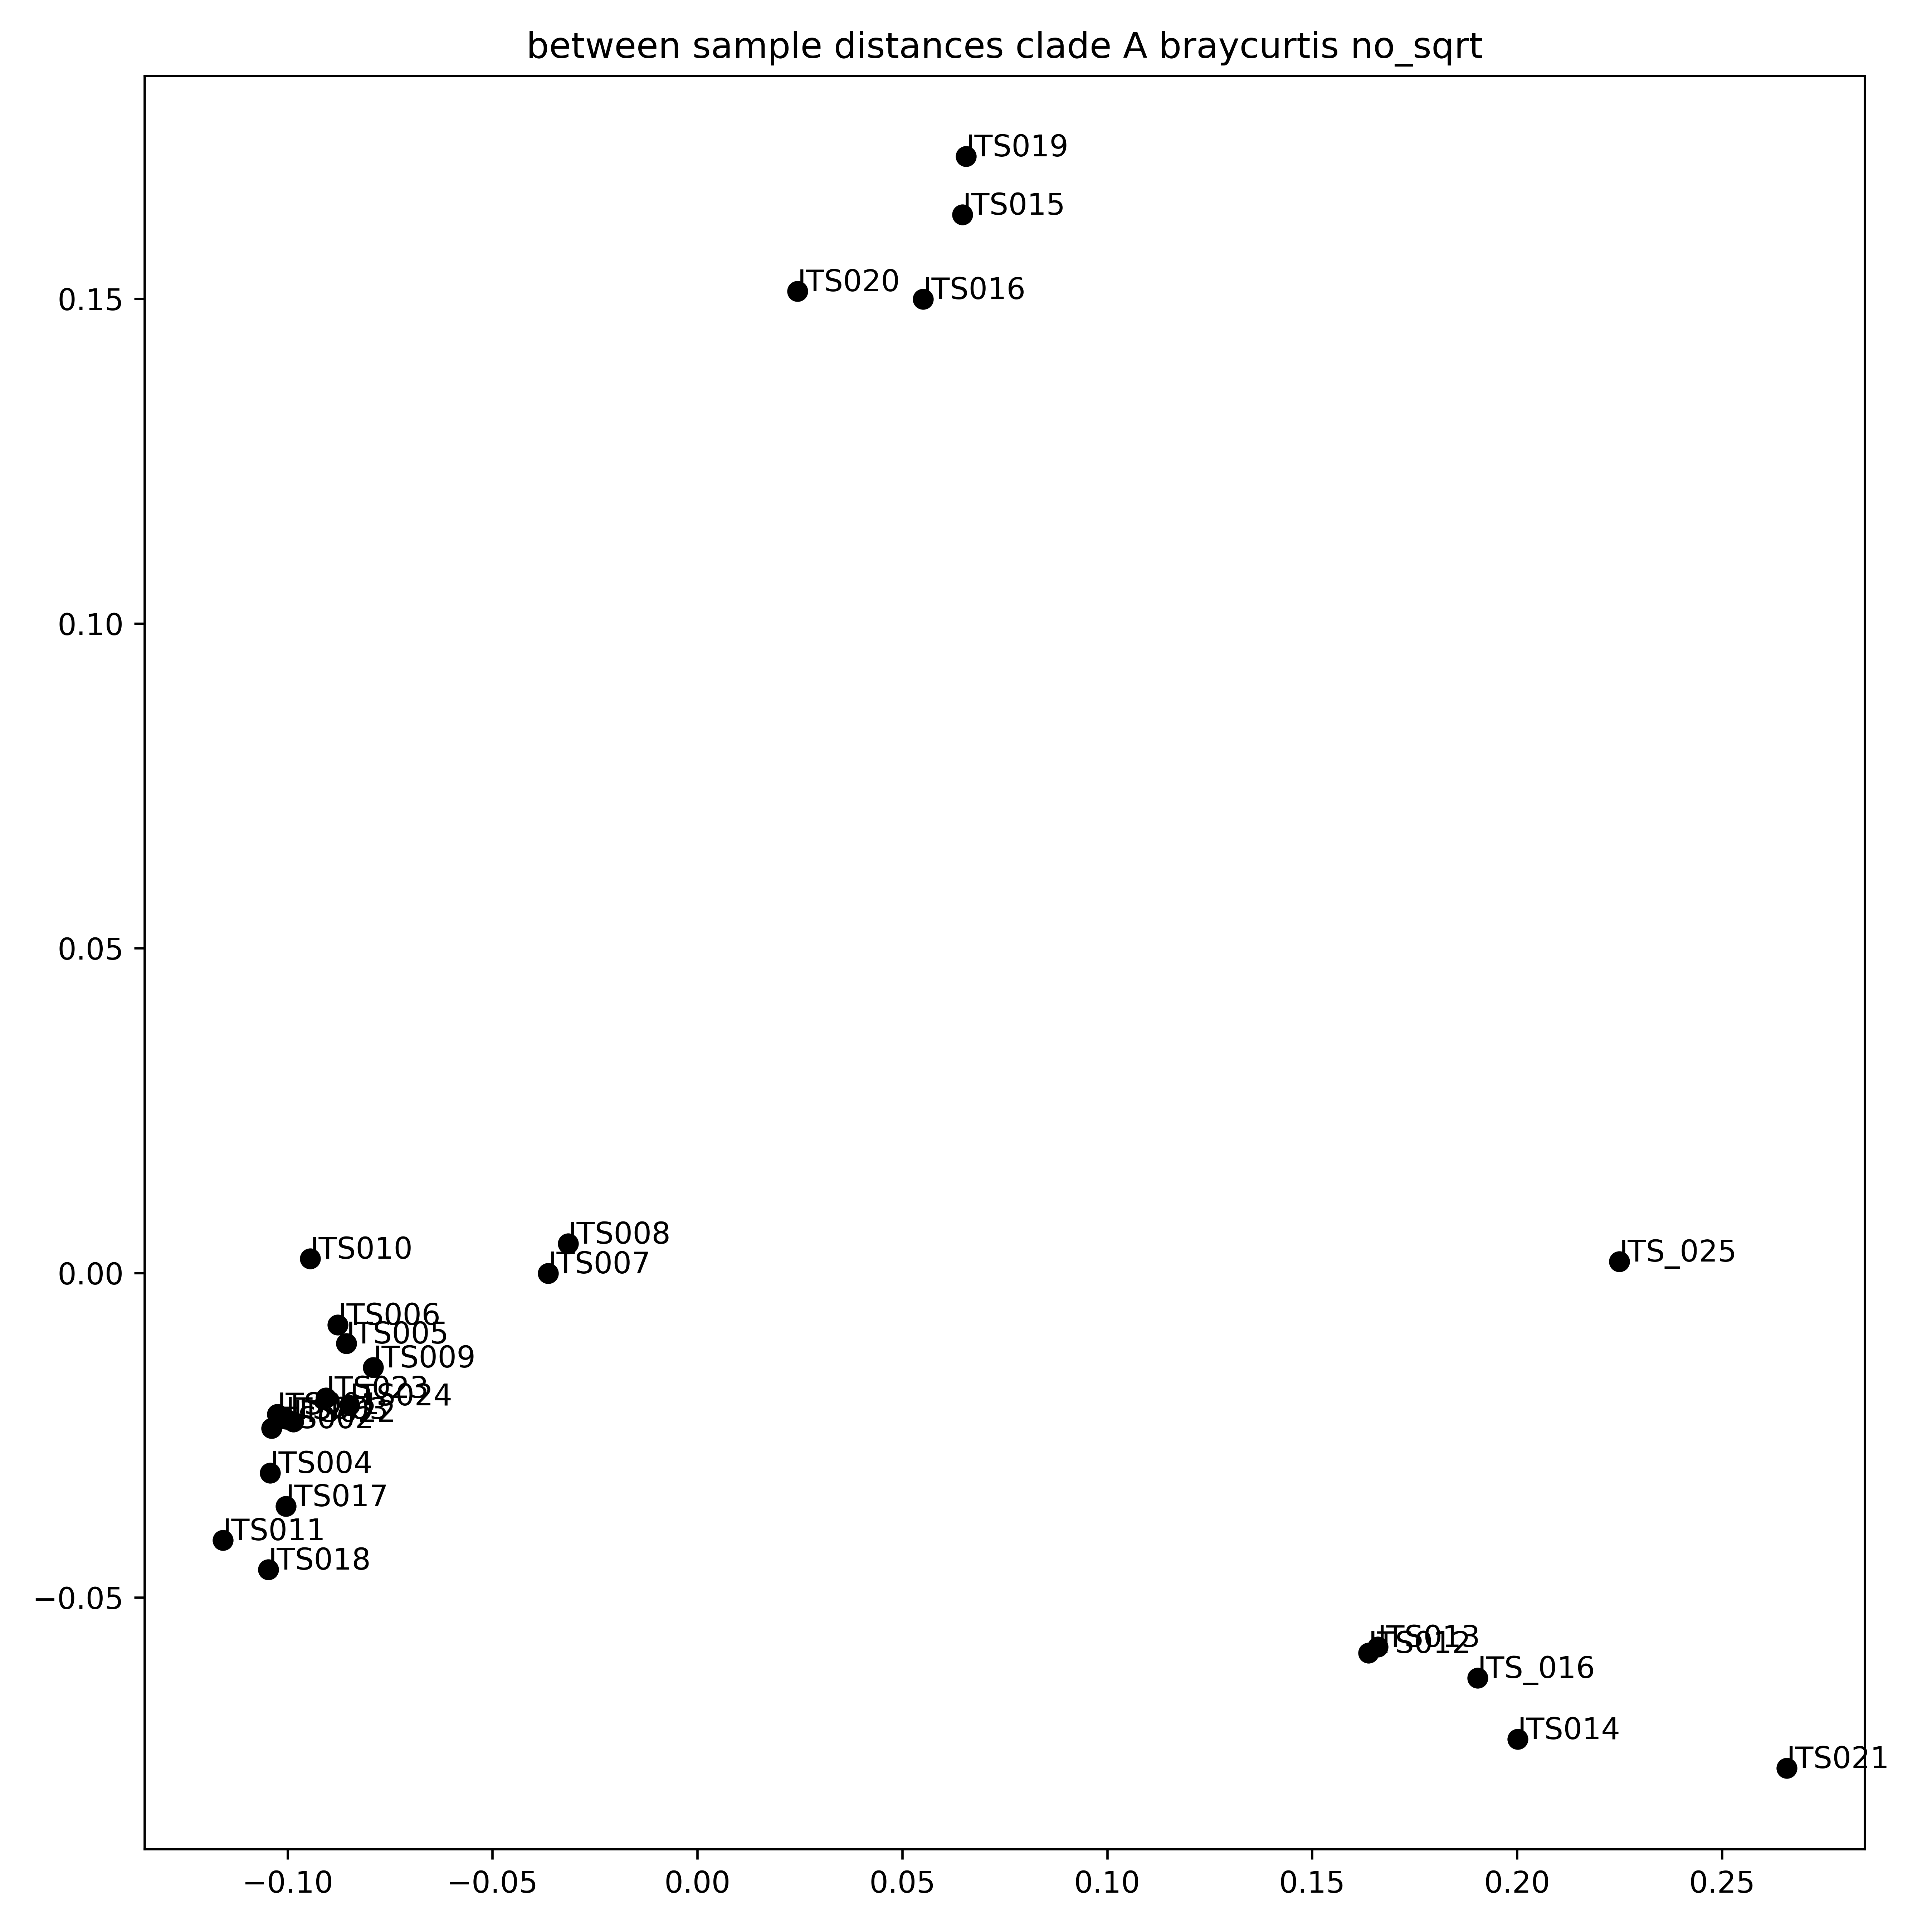 between sample distances clade A braycurtis no_sqrt
ITS019
ITS015
ITS020
ITS016
0.15
0.10
0.05
ITS008
ITS010
ITS_025
ITS007
0.00
ITS006
ITS005
ITS009
ITS023
ITS024
ITS002
ITS004
ITS017
ITS011
ITS018
−0.05
ITS013
ITS012
ITS_016
ITS014
ITS021
−0.10
−0.05
0.00
0.05
0.10
0.15
0.20
0.25